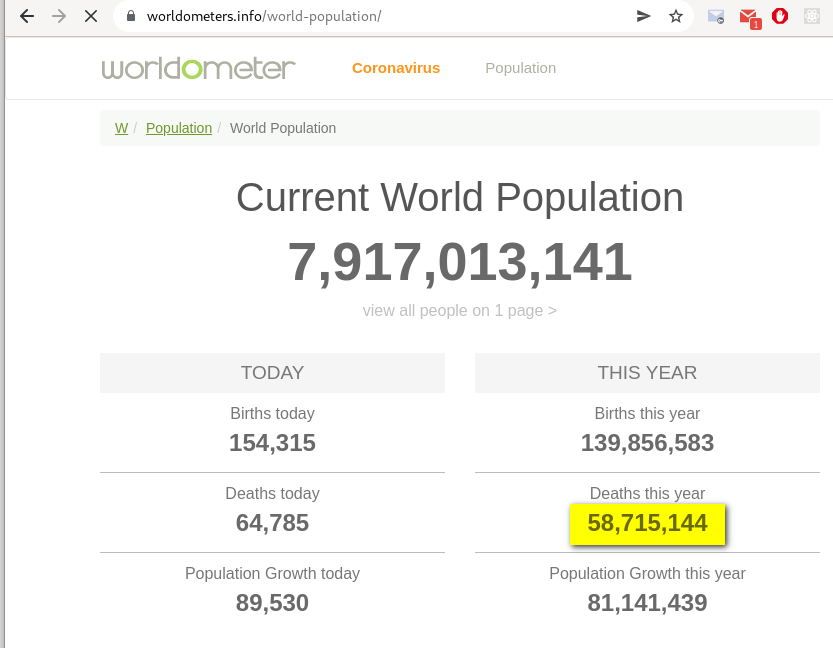 worldometers.info/world-population/
1
worldometer Coronavirus Population
W / Population / World Population
Current World Population
7,917,013,141
view all people on 1 page >
TODAY
Births today
154,315
Deaths today
64,785
Population Growth today
89,530
THIS YEAR
Births this year
139,856,583
Deaths this year
58,715,144
Population Growth this year
81,141,439